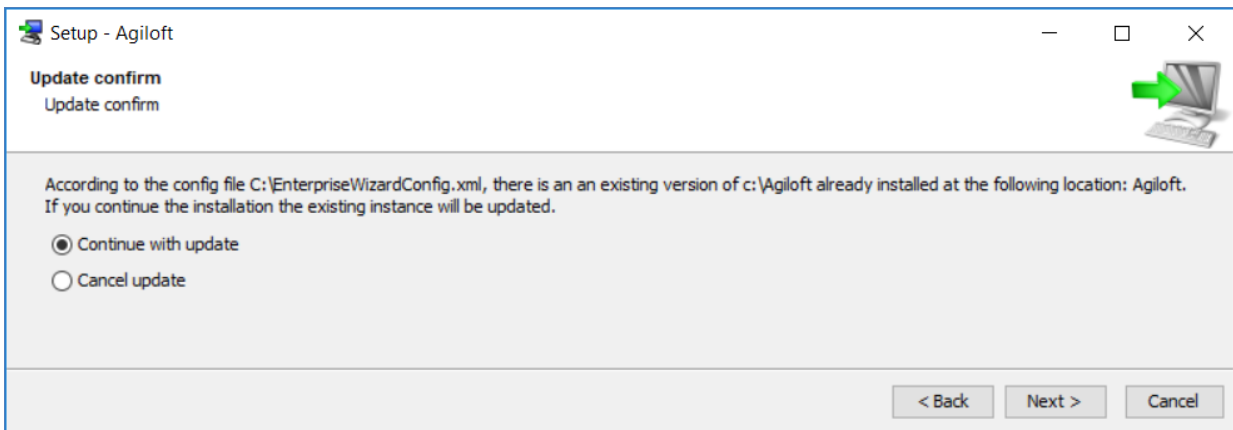 Setup - Agiloft
Update confirm
Update confirm
According to the config file C:\EnterpriseWizardConfig.xml, there is an an existing version of c:\Agiloft already installed at the following location: Agiloft.
If you continue the installation the existing instance will be updated.
Continue with update
Cancel update
< Back Next > Cancel